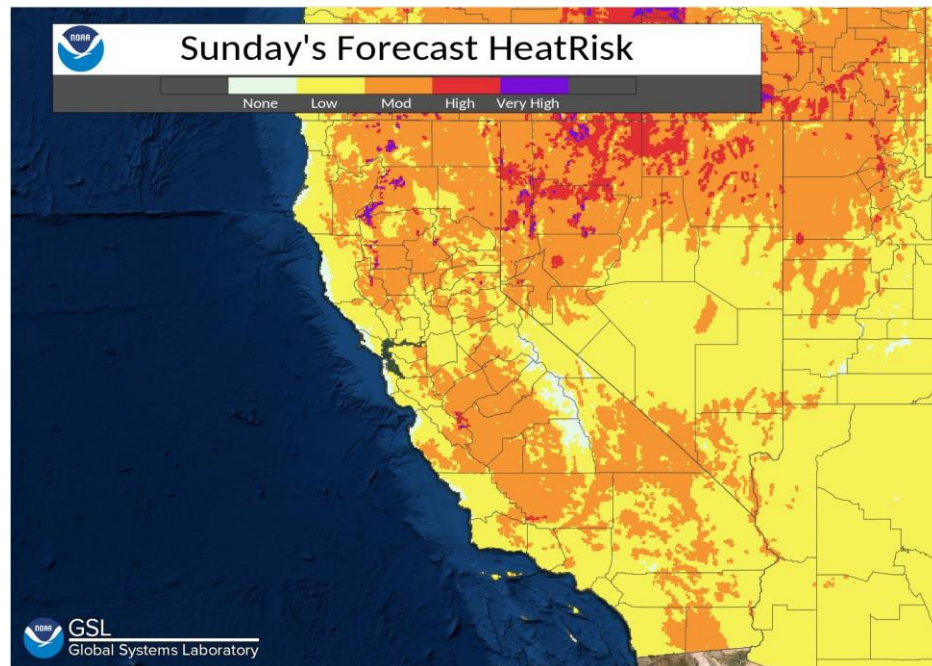 NOAA
Sunday's Forecast HeatRisk
None Low Mod High Very High
NOAA
GSL
Global Systems Laboratory